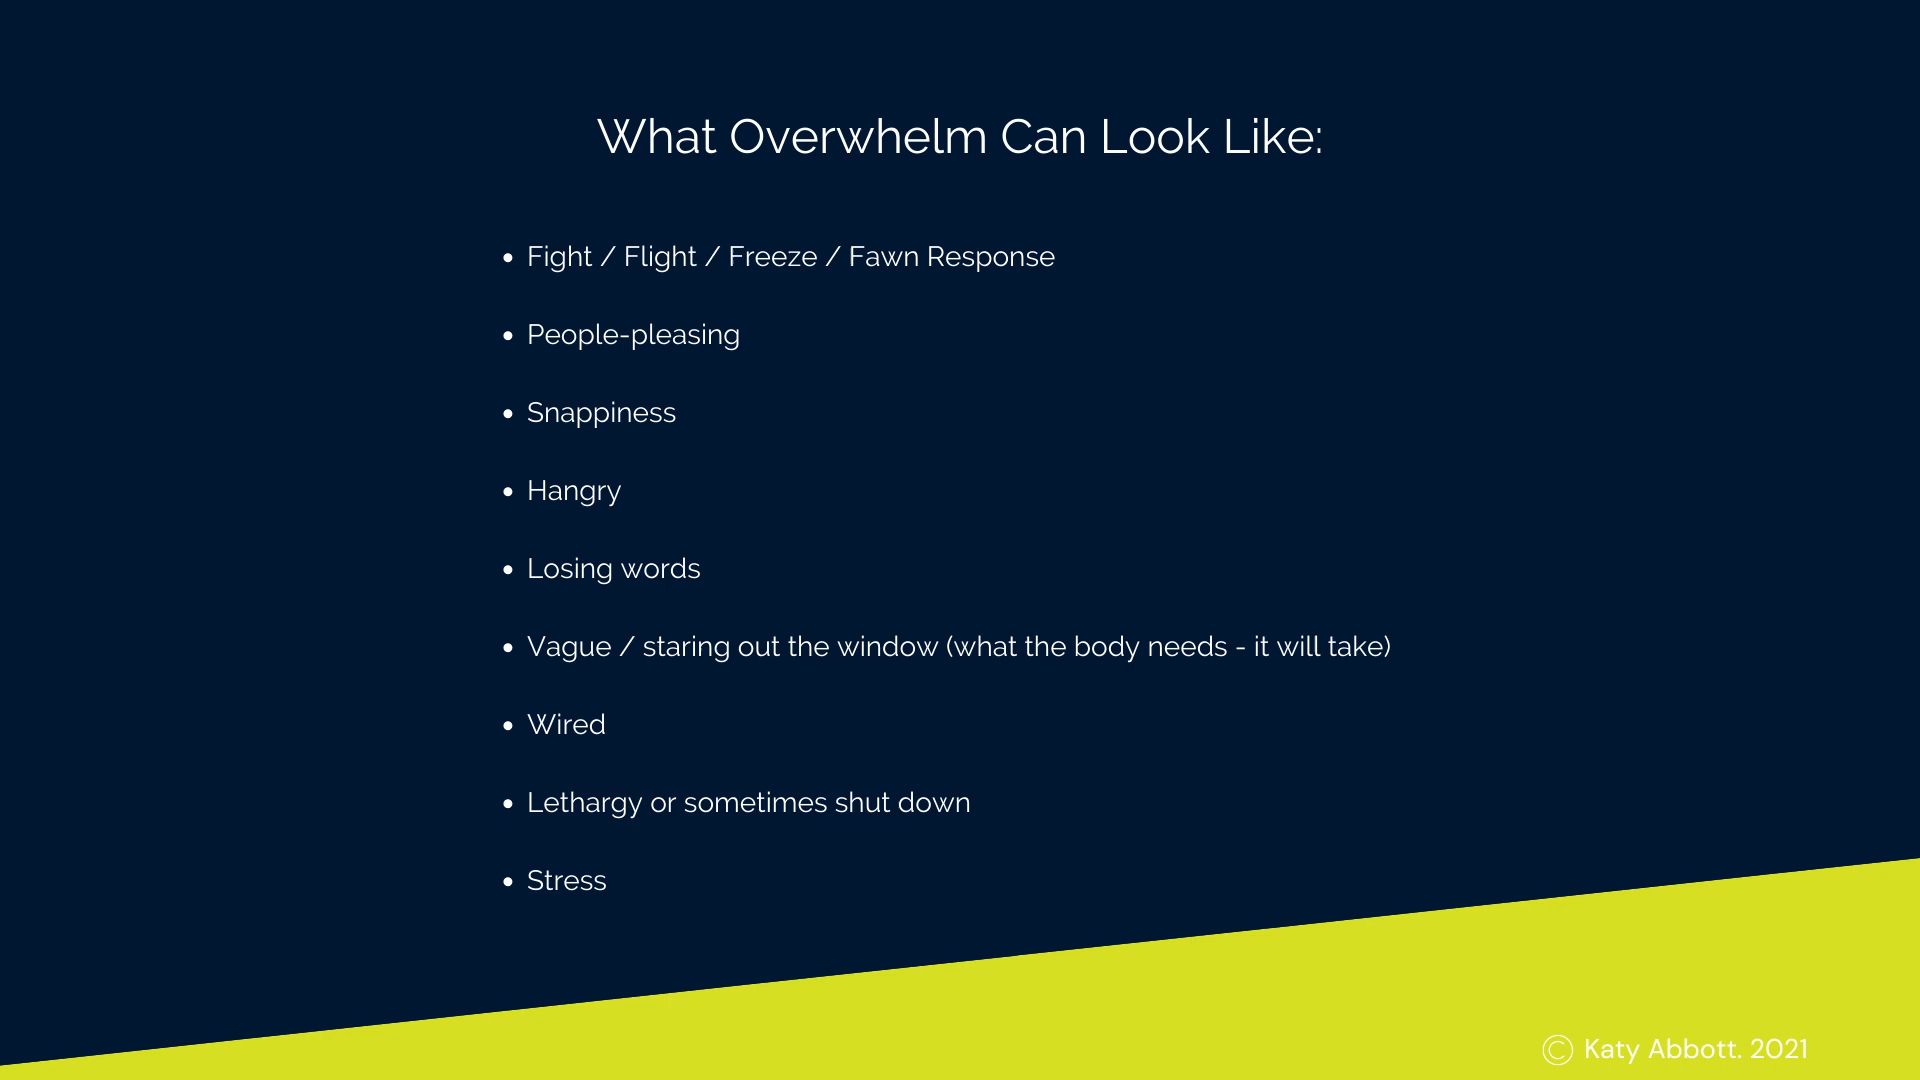 What Overwhelm Can Look Like:
• Fight / Flight / Freeze / Fawn Response
• People-pleasing
• Snappiness
• Hangry
• Losing words
• Vague / staring out the window (what the body needs - it will take)
• Wired
• Lethargy or sometimes shut down
• Stress
© Katy Abbott. 2021